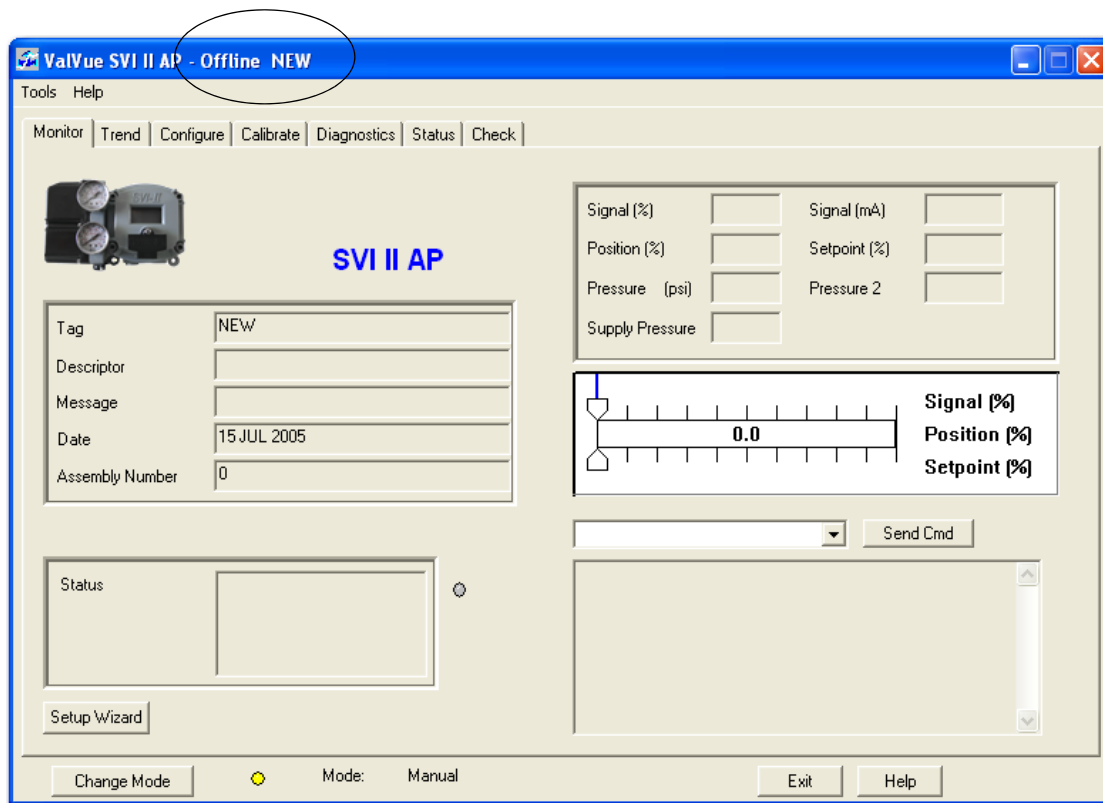 ValVue SVI II AP - Offline NEW
Tools Help
Monitor Trend Configure Calibrate Diagnostics Status Check
SVI-II
SVI II AP
Tag NEW
Descriptor
Message
Date 15 JUL 2005
Assembly Number 0
Signal (%) Signal (mA)
Position (%) Setpoint (%)
Pressure (psi) Pressure 2
Supply Pressure
0.0
Signal (%)
Position (%)
Setpoint (%)
Send Cmd
Status
Setup Wizard
Change Mode Mode: Manual Exit Help